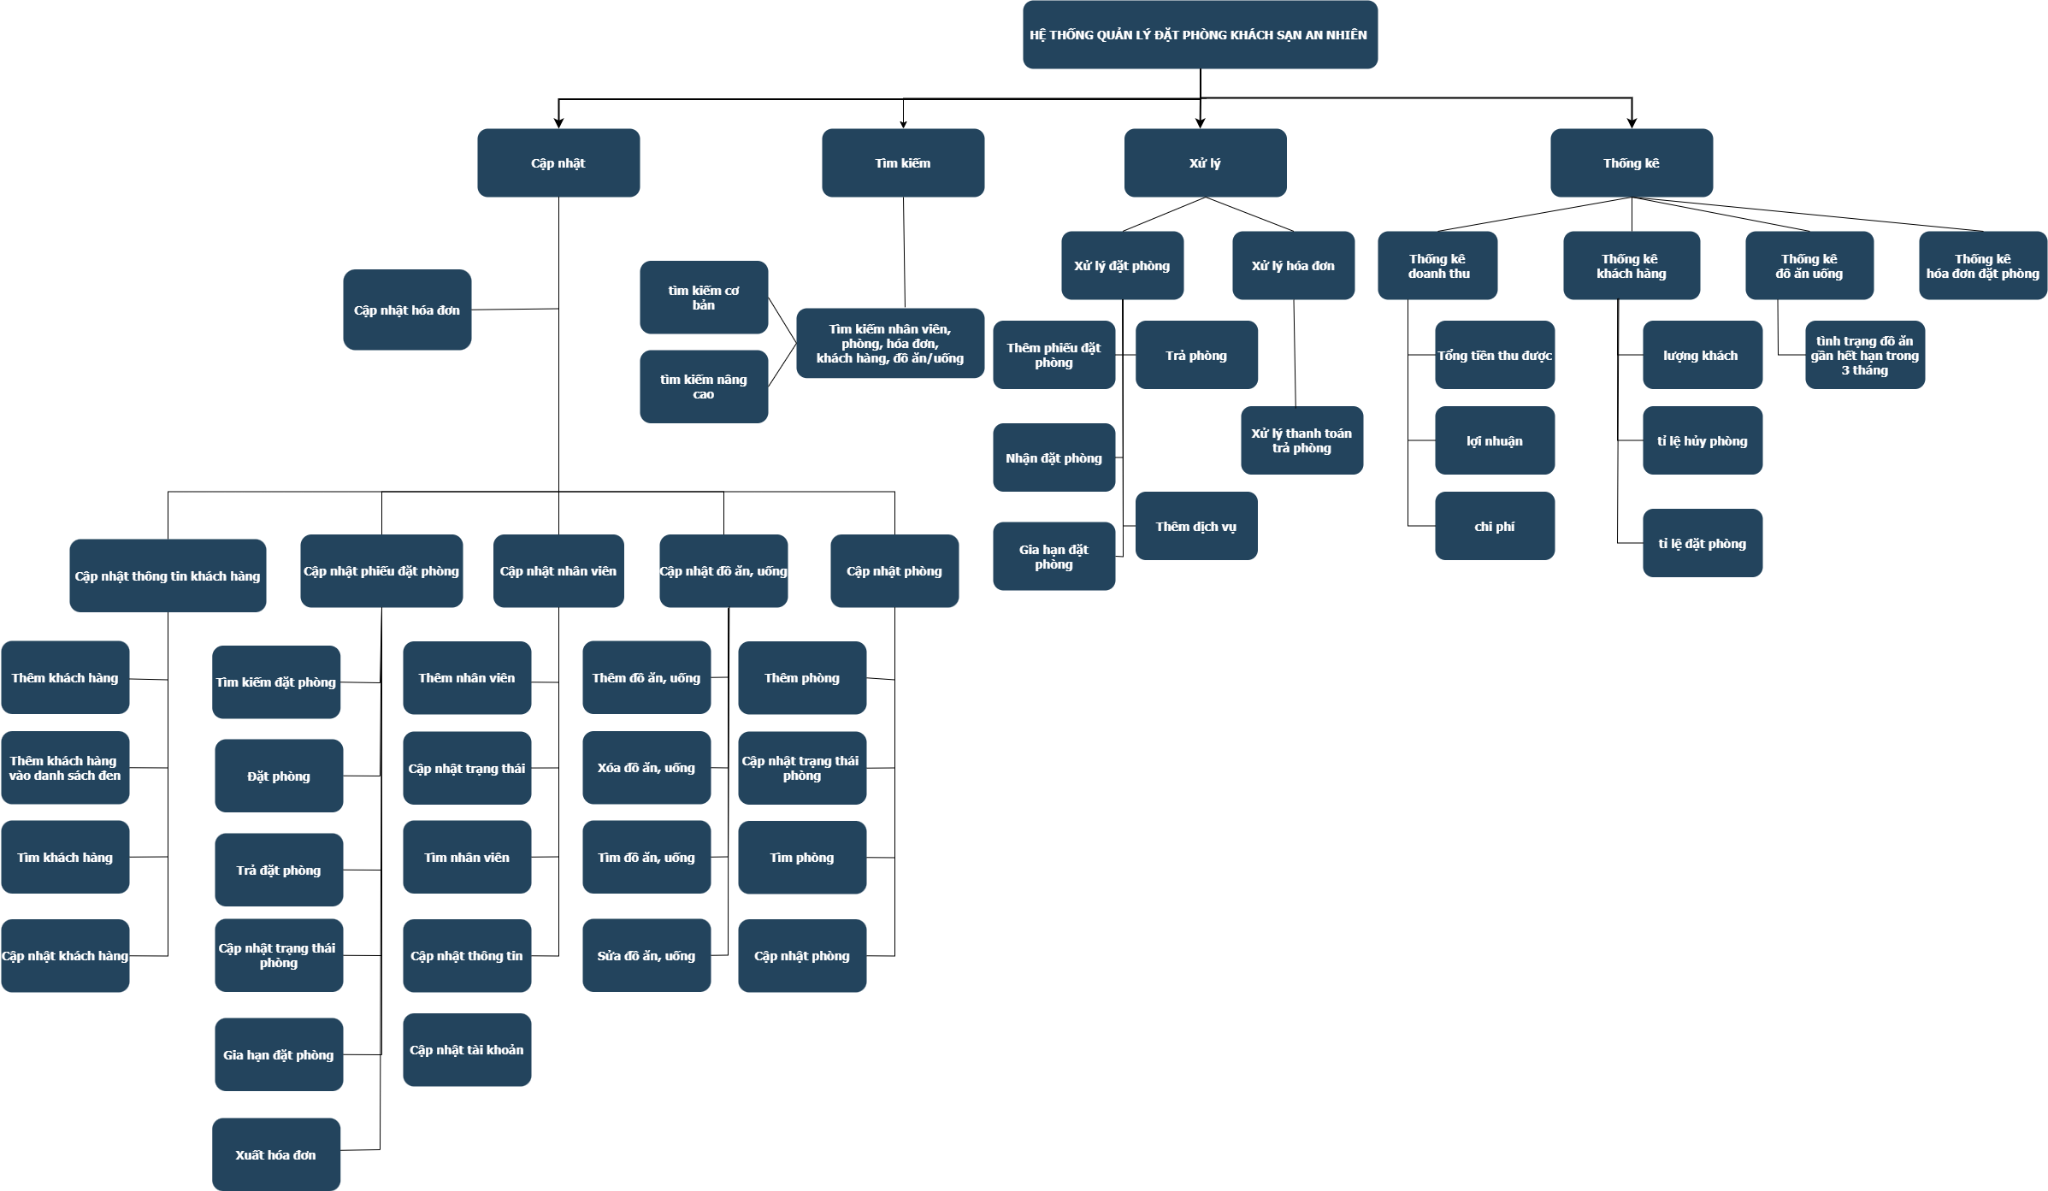 HỆ THỐNG QUẢN LÝ ĐẶT PHÒNG KHÁCH SẠN AN NHIÊN
Cập nhật
Tìm kiếm
Xử lý
Thống kê
Cập nhật hóa đơn
tìm kiếm cơ
bản
tìm kiếm nâng
cao
Tìm kiếm nhân viên,
phòng, hóa đơn,
khách hàng, đồ ăn/uống
Xử lý đặt phòng
Xử lý hóa đơn
Thêm phiếu đặt
phòng
Trả phòng
Nhận đặt phòng
Xử lý thanh toán
trả phòng
Gia hạn đặt
phòng
Thêm dịch vụ
Thống kê
doanh thu
Thống kê
khách hàng
Thống kê
đồ ăn uống
Thống kê
hóa đơn đặt phòng
Tổng tiền thu được
lợi nhuận
chi phí
lượng khách
tỉ lệ hủy phòng
tỉ lệ đặt phòng
tình trạng đồ ăn
gần hết hạn trong
3 tháng
Cập nhật thông tin khách hàng
Cập nhật phiếu đặt phòng
Cập nhật nhân viên
Cập nhật đồ ăn, uống
Cập nhật phòng
Thêm khách hàng
Thêm khách hàng
vào danh sách đen
Tìm khách hàng
Cập nhật khách hàng
Tìm kiếm đặt phòng
Đặt phòng
Trả đặt phòng
Cập nhật trạng thái
phòng
Gia hạn đặt phòng
Xuất hóa đơn
Thêm nhân viên
Cập nhật trạng thái
Tìm nhân viên
Cập nhật thông tin
Cập nhật tài khoản
Thêm đồ ăn, uống
Xóa đồ ăn, uống
Tìm đồ ăn, uống
Sửa đồ ăn, uống
Thêm phòng
Cập nhật trạng thái
phòng
Tìm phòng
Cập nhật phòng